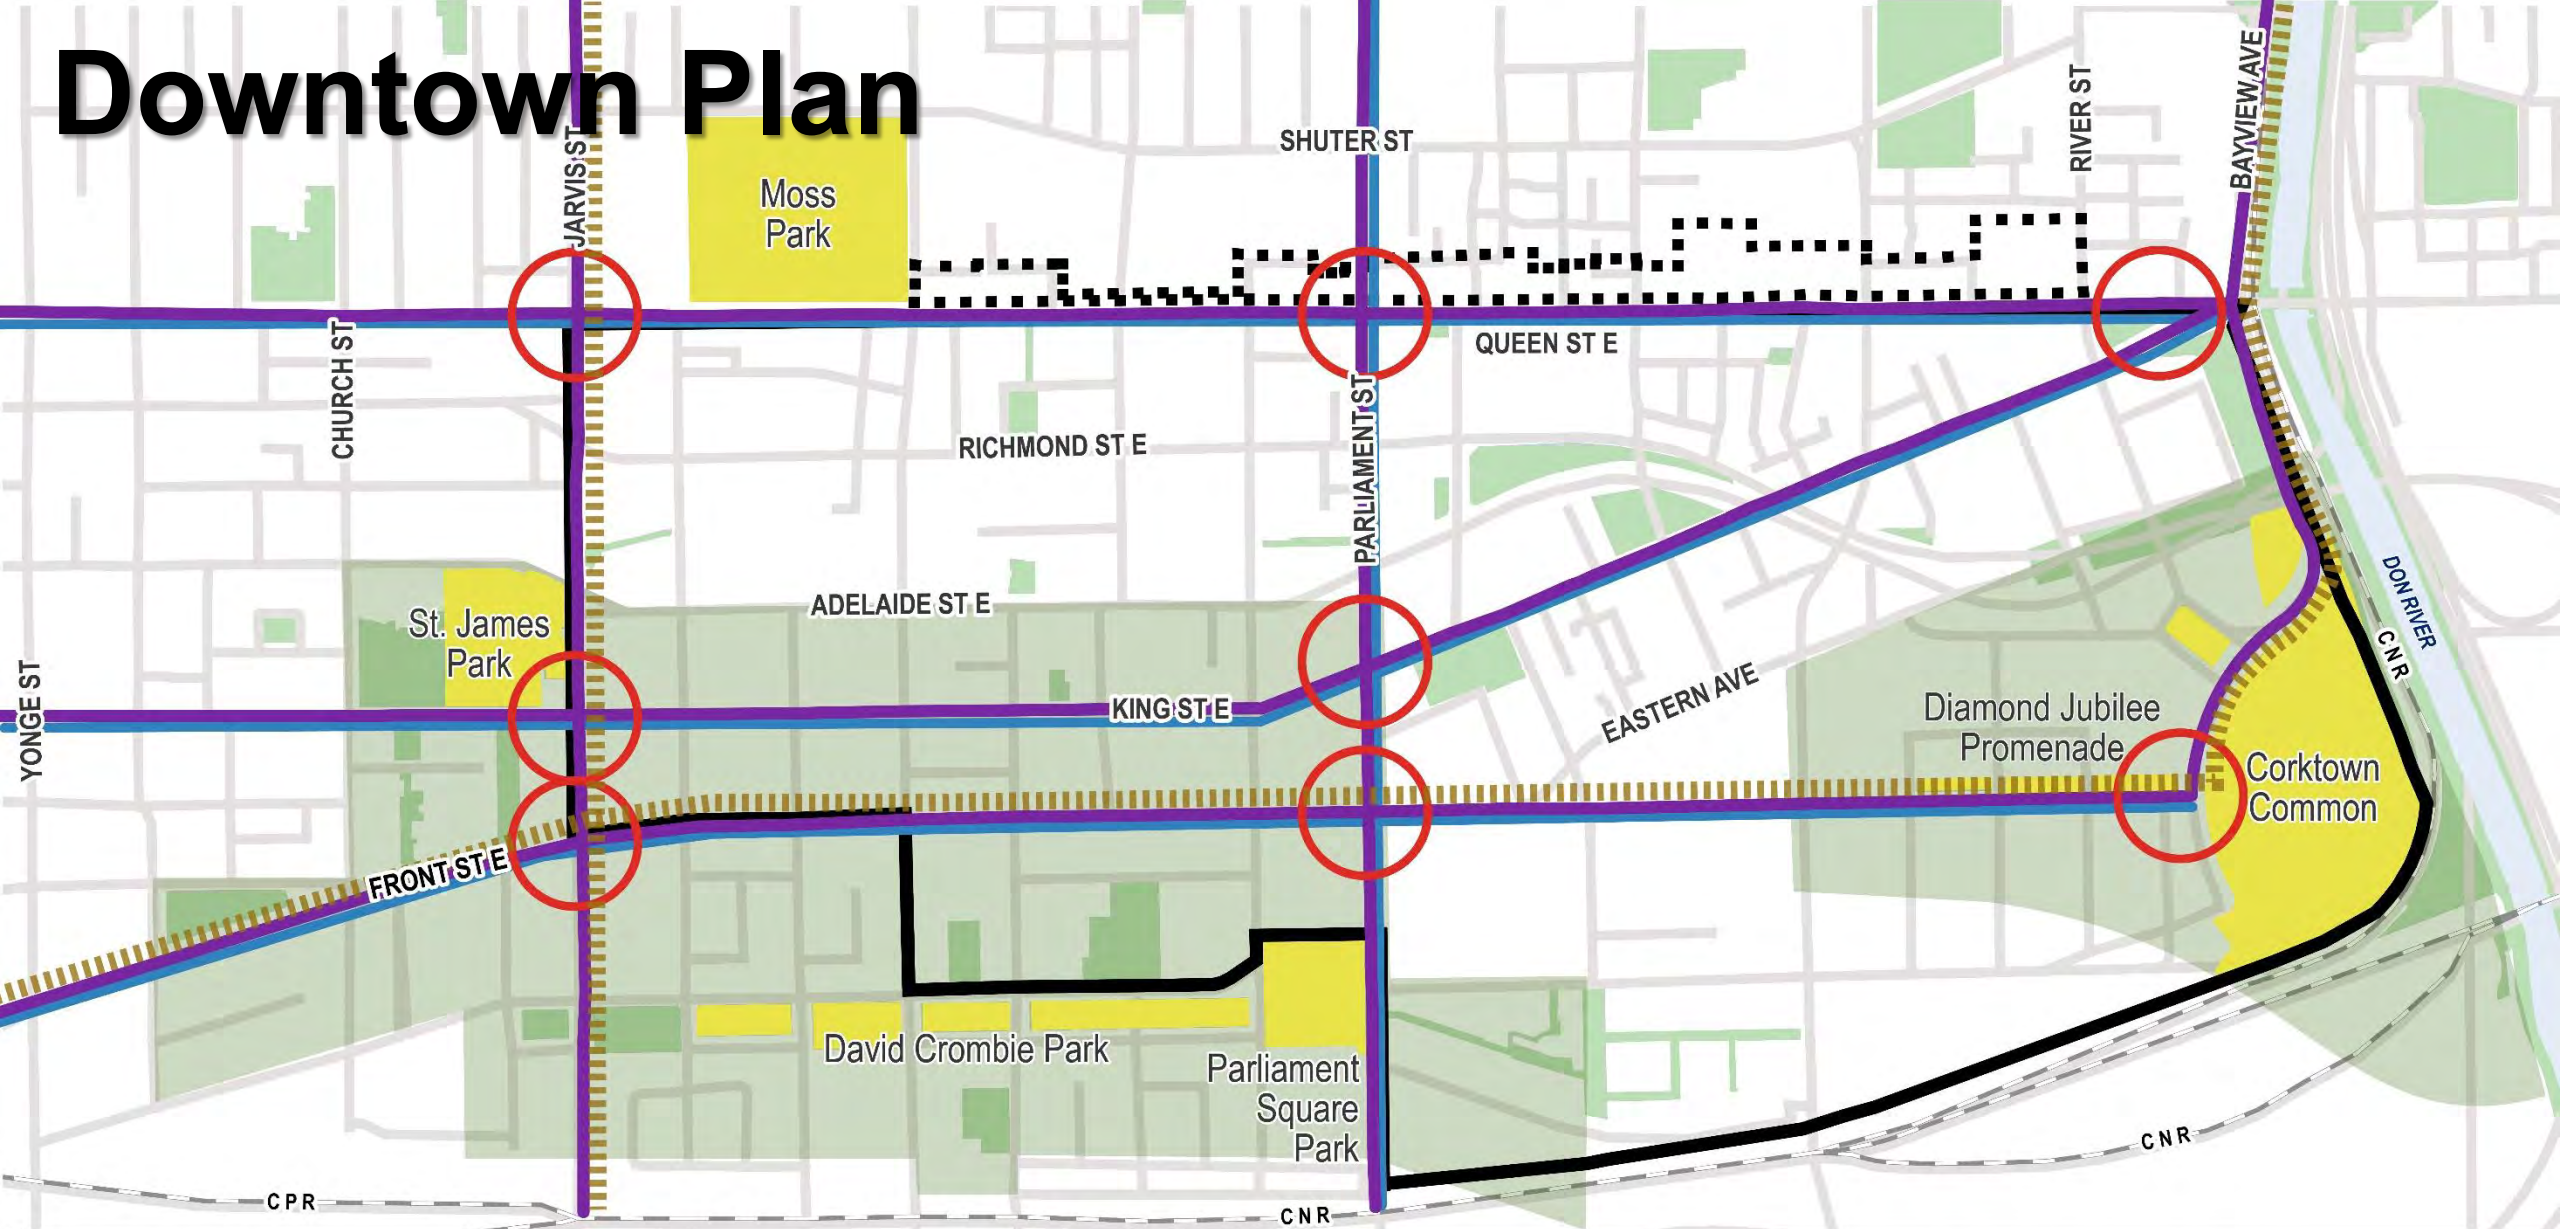 Downtown Plan
JARVIS ST
Moss
Park
SHUTER ST
RIVER ST
BAYVIEW AVE
CHURCH ST
QUEEN ST E
PARLIAMENT ST
RICHMOND ST E
ADELAIDE ST E
St. James
Park
YONGE ST
KING ST E
EASTERN AVE
DON RIVER
CNR
Diamond Jubilee
Promenade
Corktown
Common
FRONT ST E
David Crombie Park
Parliament
Square
Park
CPR
CNR
CNR